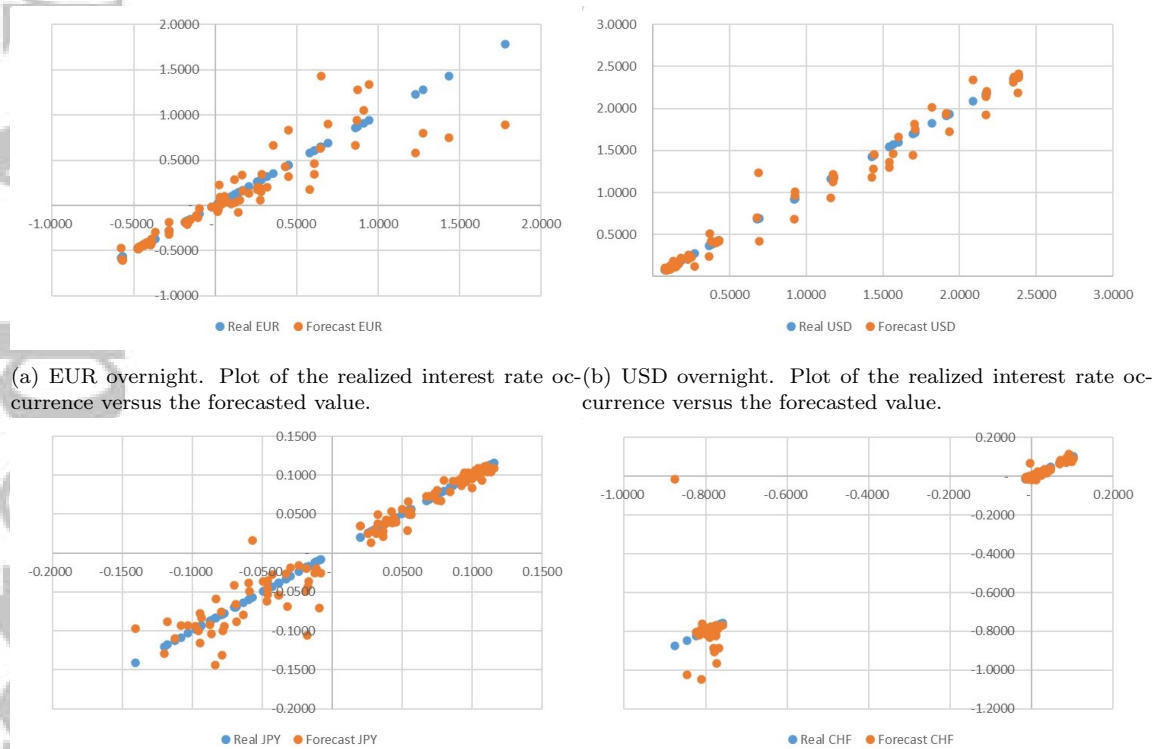 2.0000
1.5000
1.0000
0.5000
-
-1.0000 -0.5000 - 0.5000 1.0000 1.5000 2.0000
-0.5000
-1.0000
Real EUR Forecast EUR
3.0000
2.5000
2.0000
1.5000
1.0000
0.5000
0.5000 1.0000 1.5000 2.0000 2.5000 3.0000
Real USD Forecast USD
(a) EUR overnight. Plot of the realized interest rate oc-
currence versus the forecasted value.
(b) USD overnight. Plot of the realized interest rate oc-
currence versus the forecasted value.
0.1500
0.1000
0.0500
-
-0.2000 -0.1500 -0.1000 -0.0500 - 0.0500 0.1000 0.1500
-0.0500
-0.1000
-0.1500
-0.2000
Real JPY Forecast JPY
0.2000
-
-1.0000 -0.8000 -0.6000 -0.4000 -0.2000 - 0.2000
-0.2000
-0.4000
-0.6000
-0.8000
-1.0000
-1.2000
Real CHF Forecast CHF